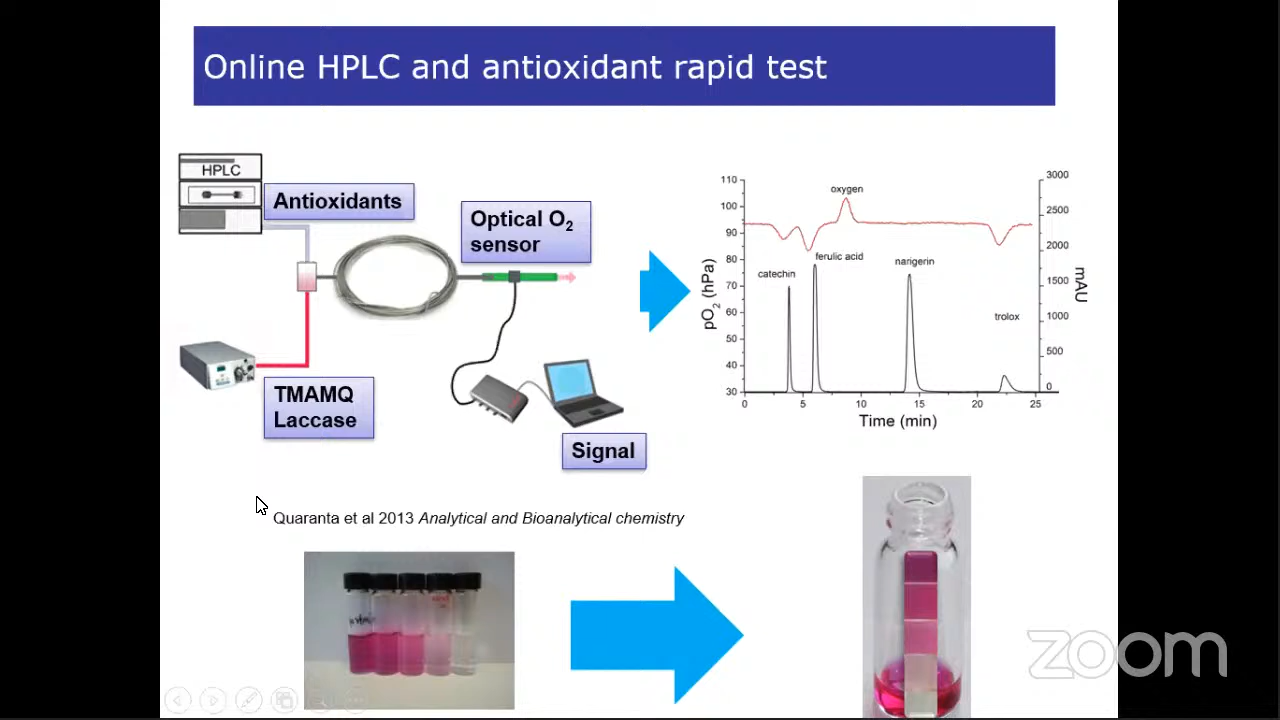 Online HPLC and antioxidant rapid test
HPLC
Antioxidants
Optical O2
sensor
TMAMQ
Laccase
Signal
110
100
90
80
70
60
50
40
30
pO2 (hPa)
0
5
10
15
20
25
Time (min)
3000
2500
2000
1500
1000
500
0
mAU
oxygen
catechin
ferulic acid
narigerin
trolox
Quaranta et al 2013 Analytical and Bioanalytical chemistry
zoom